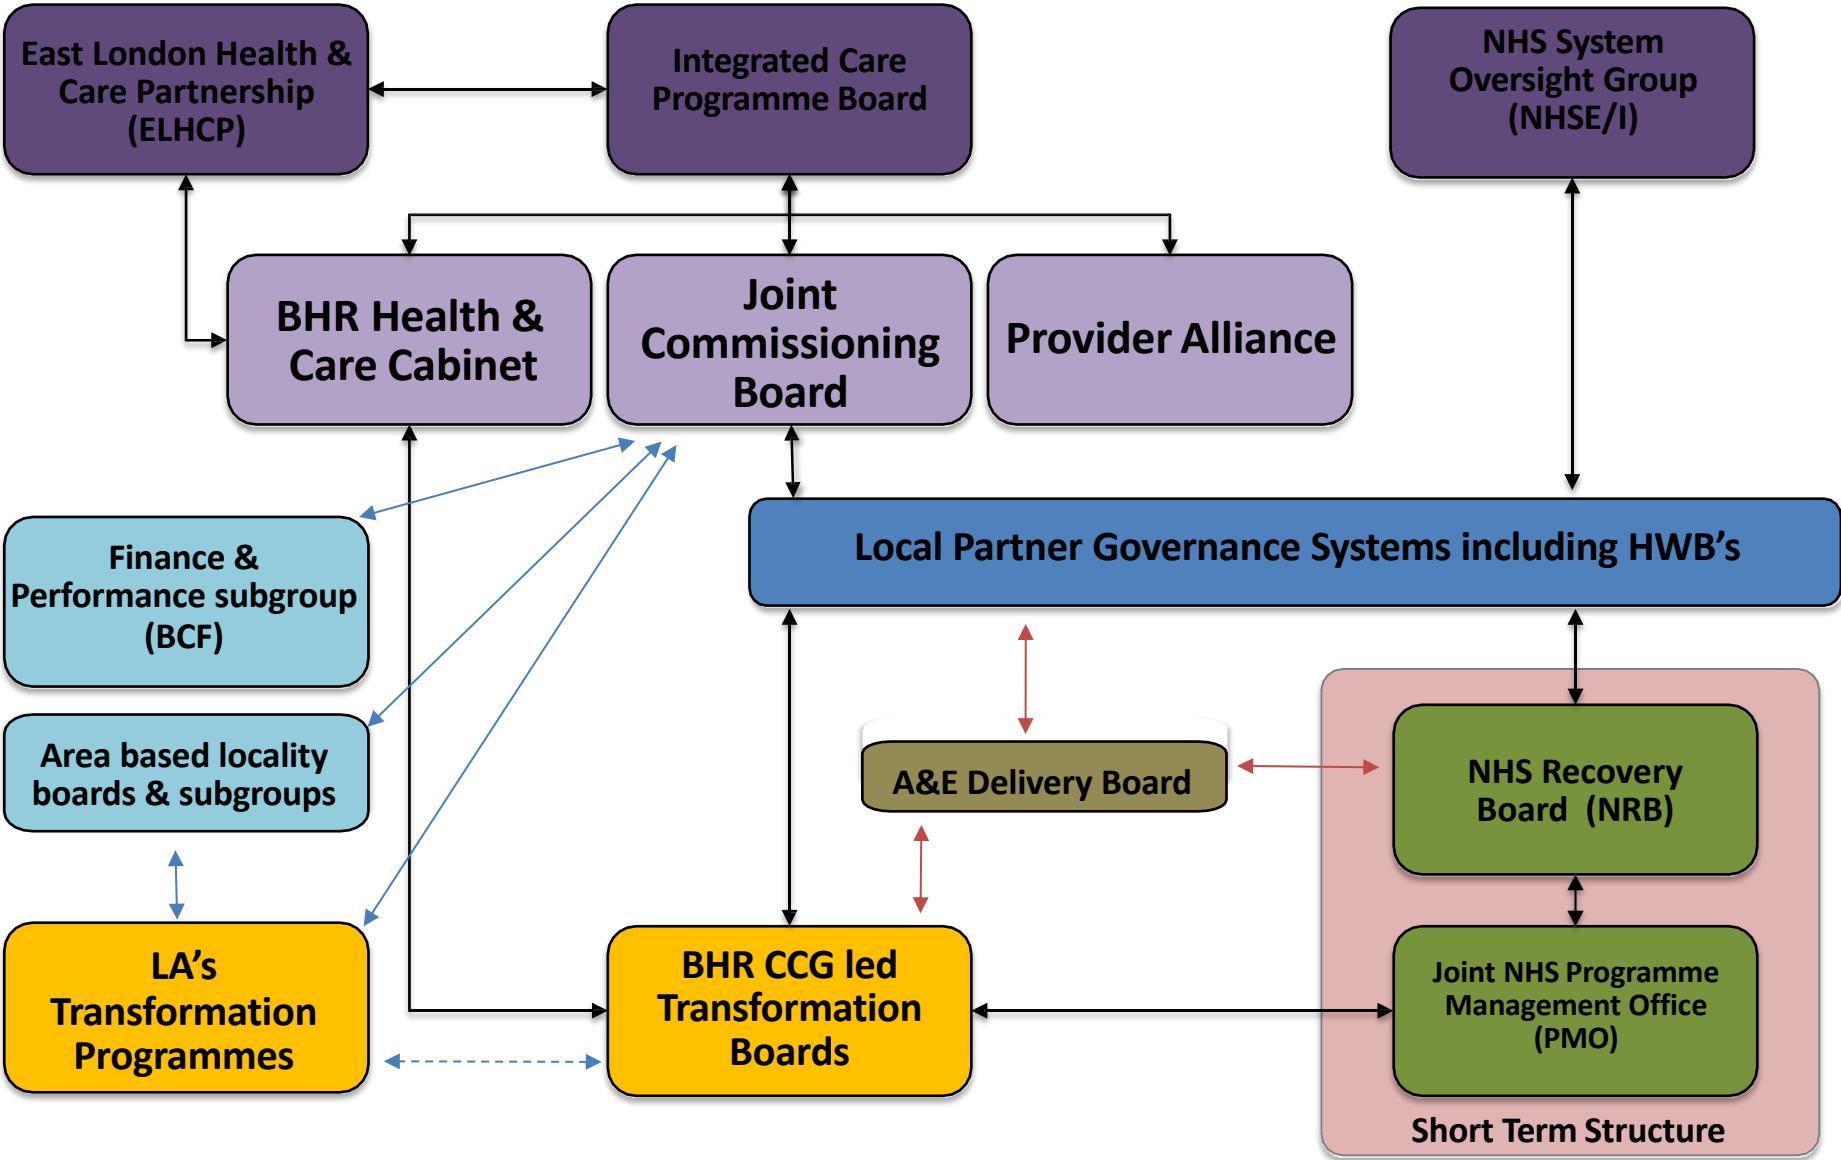 East London Health &
Care Partnership
(ELHCP)
Integrated Care
Programme Board
NHS System
Oversight Group
(NHSE/I)
BHR Health &
Care Cabinet
Joint
Commissioning
Board
Provider Alliance
Finance &
Performance subgroup
(BCF)
Local Partner Governance Systems including HWB's
Area based locality
boards & subgroups
A&E Delivery Board
NHS Recovery
Board (NRB)
LA's
Transformation
Programmes
BHR CCG led
Transformation
Boards
Joint NHS Programme
Management Office
(PMO)
Short Term Structure